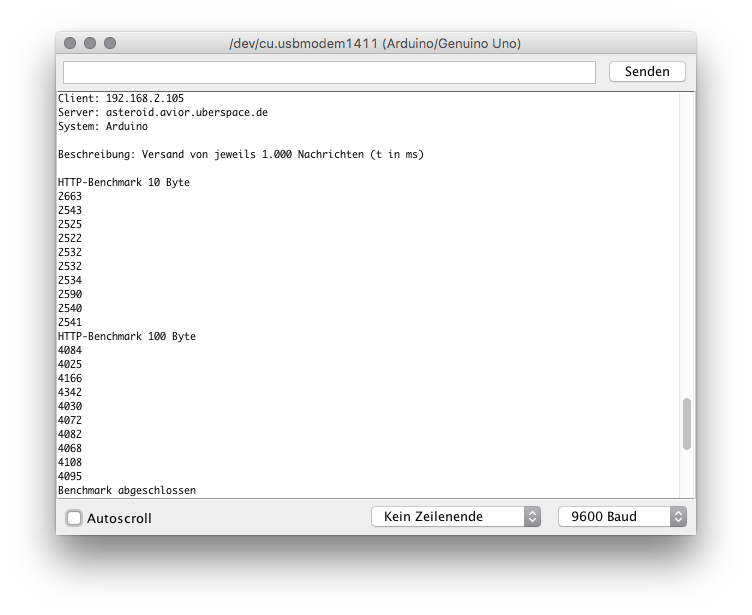 /dev/cu.usbmodem1411 (Arduino/Genuino Uno)
Senden
Client: 192.168.2.105
Server: asteroid.avior.uberspace.de
System: Arduino
Beschreibung: Versand von jeweils 1.000 Nachrichten (t in ms)
HTTP-Benchmark 10 Byte
2663
2543
2525
2522
2532
2532
2534
2590
2540
2541
HTTP-Benchmark 100 Byte
4084
4025
4166
4342
4030
4072
4082
4068
4108
4095
Benchmark abgeschlossen
Autoscroll
Kein Zeilenende
9600 Baud